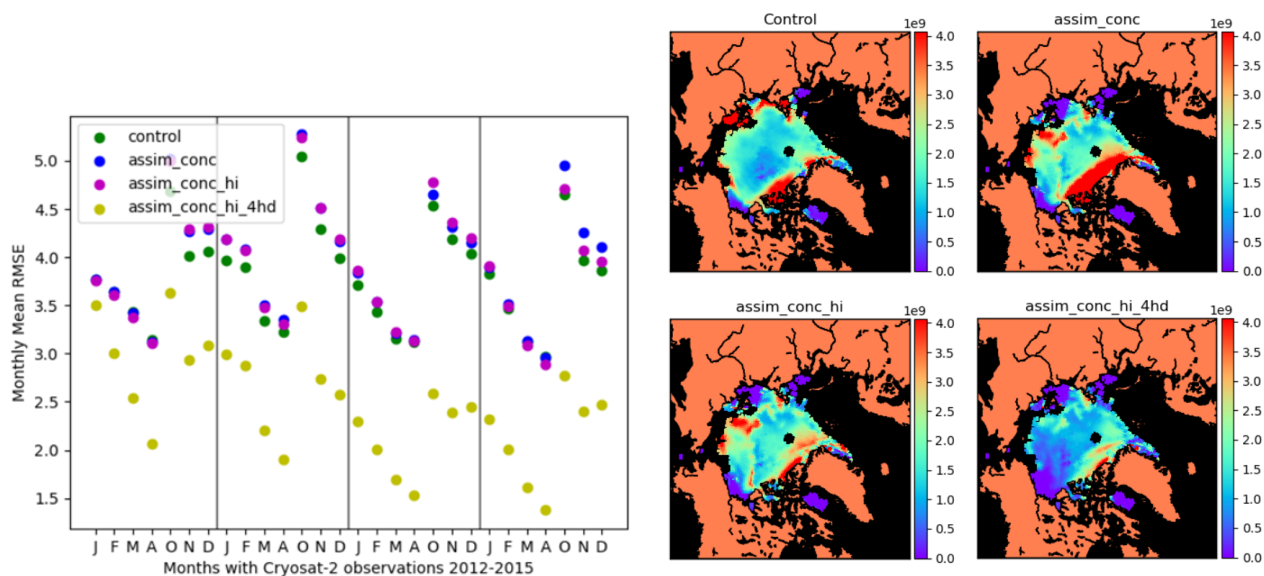 control
assim_conc
assim_conc_hi
assim_conc_hi_4hd
Monthly Mean RMSE
5.0
4.5
4.0
3.5
3.0
2.5
2.0
1.5
J F M A O N D J F M A O N D J F M A O N D J F M A O N D
Months with Cryosat-2 observations 2012-2015
Control
1e9
4.0
3.5
3.0
2.5
2.0
1.5
1.0
0.5
0.0
assim_conc
1e9
4.0
3.5
3.0
2.5
2.0
1.5
1.0
0.5
0.0
assim_conc_hi
1e9
4.0
3.5
3.0
2.5
2.0
1.5
1.0
0.5
0.0
assim_conc_hi_4hd
1e9
4.0
3.5
3.0
2.5
2.0
1.5
1.0
0.5
0.0